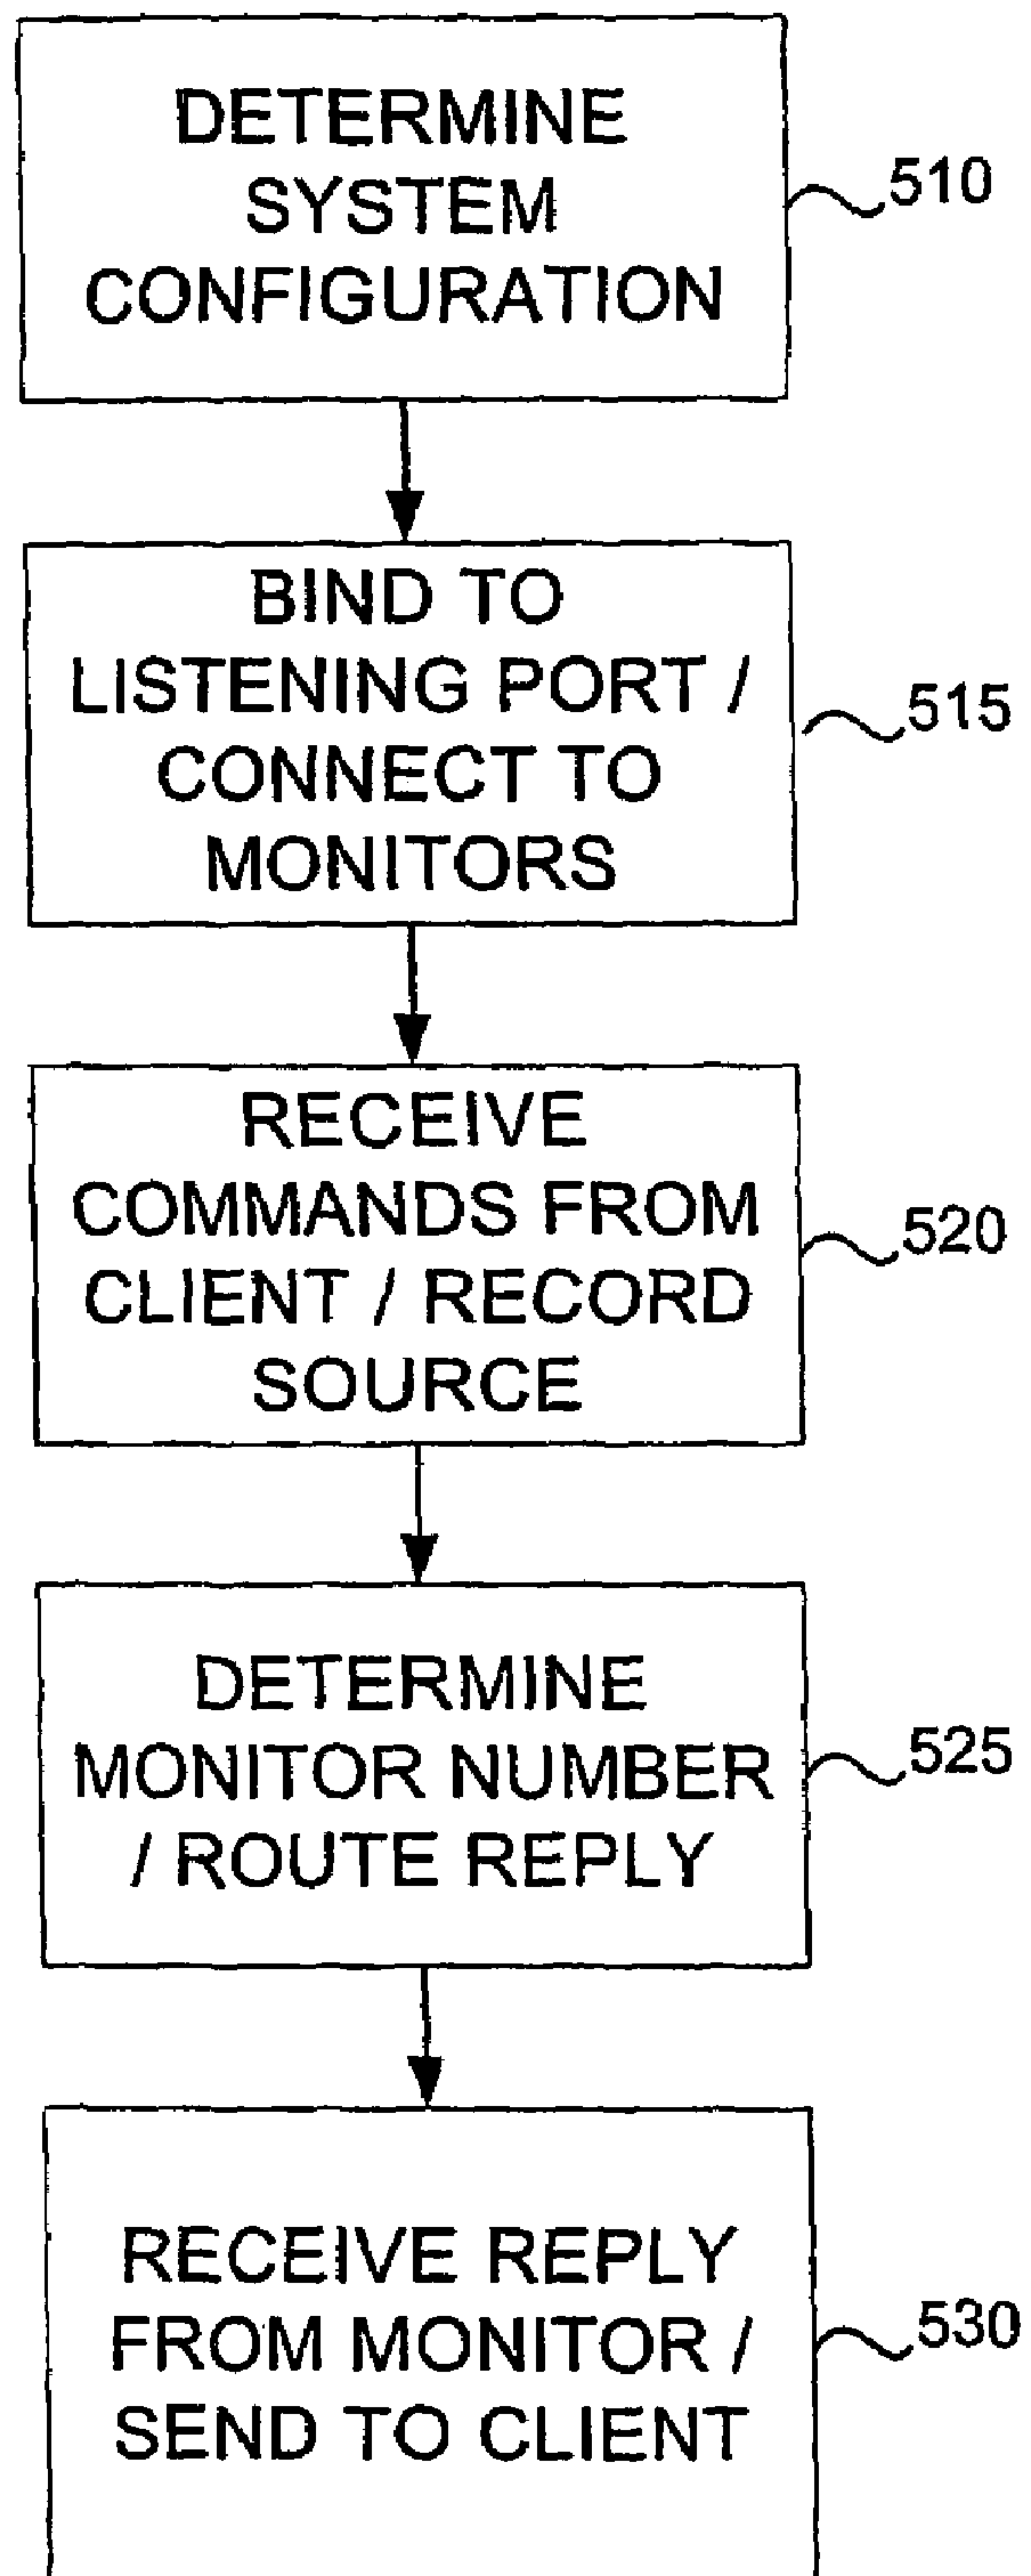 DETERMINE
SYSTEM
CONFIGURATION
510
BIND TO
LISTENING PORT /
CONNECT TO
MONITORS
515
RECEIVE
COMMANDS FROM
CLIENT / RECORD
SOURCE
520
DETERMINE
MONITOR NUMBER
/ ROUTE REPLY
525
RECEIVE REPLY
FROM MONITOR /
SEND TO CLIENT
530